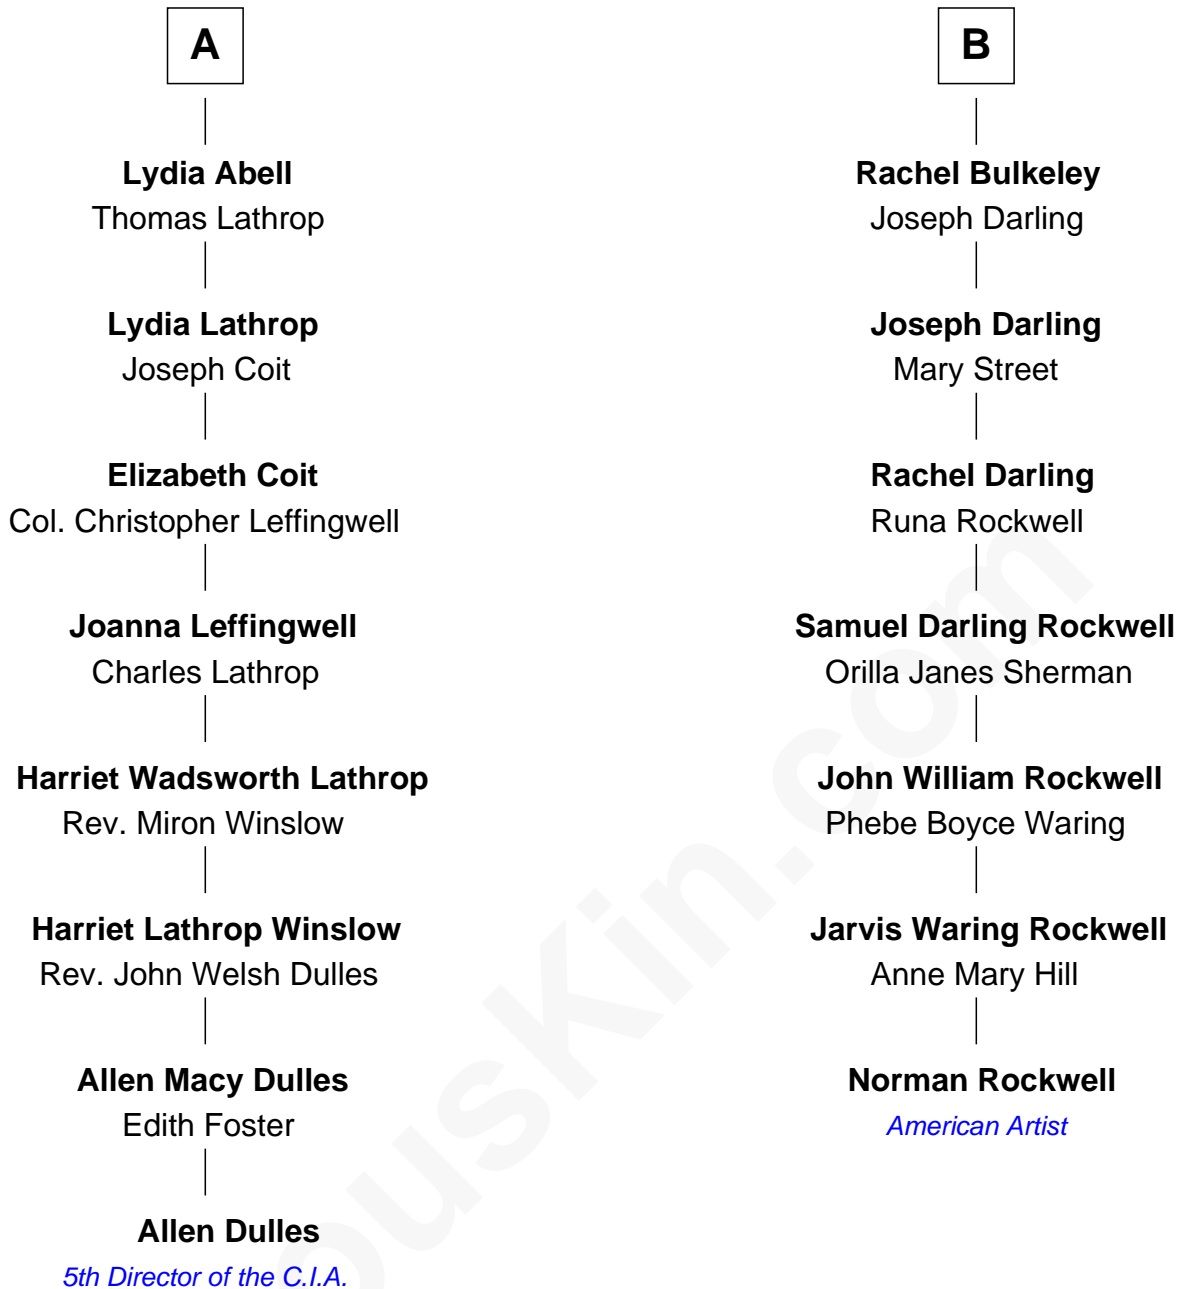 A
Lydia Abell
Thomas Lathrop
Lydia Lathrop
Joseph Coit
Elizabeth Coit
Col. Christopher Leffingwell
Joanna Leffingwell
Charles Lathrop
Harriet Wadsworth Lathrop
Rev. Miron Winslow
Harriet Lathrop Winslow
Rev. John Welsh Dulles
Allen Macy Dulles
Edith Foster
Allen Dulles
5th Director of the C.I.A.
B
Rachel Bulkeley
Joseph Darling
Joseph Darling
Mary Street
Rachel Darling
Runa Rockwell
Samuel Darling Rockwell
Orilla Janes Sherman
John William Rockwell
Phebe Boyce Waring
Jarvis Waring Rockwell
Anne Mary Hill
Norman Rockwell
American Artist
ousKin.com